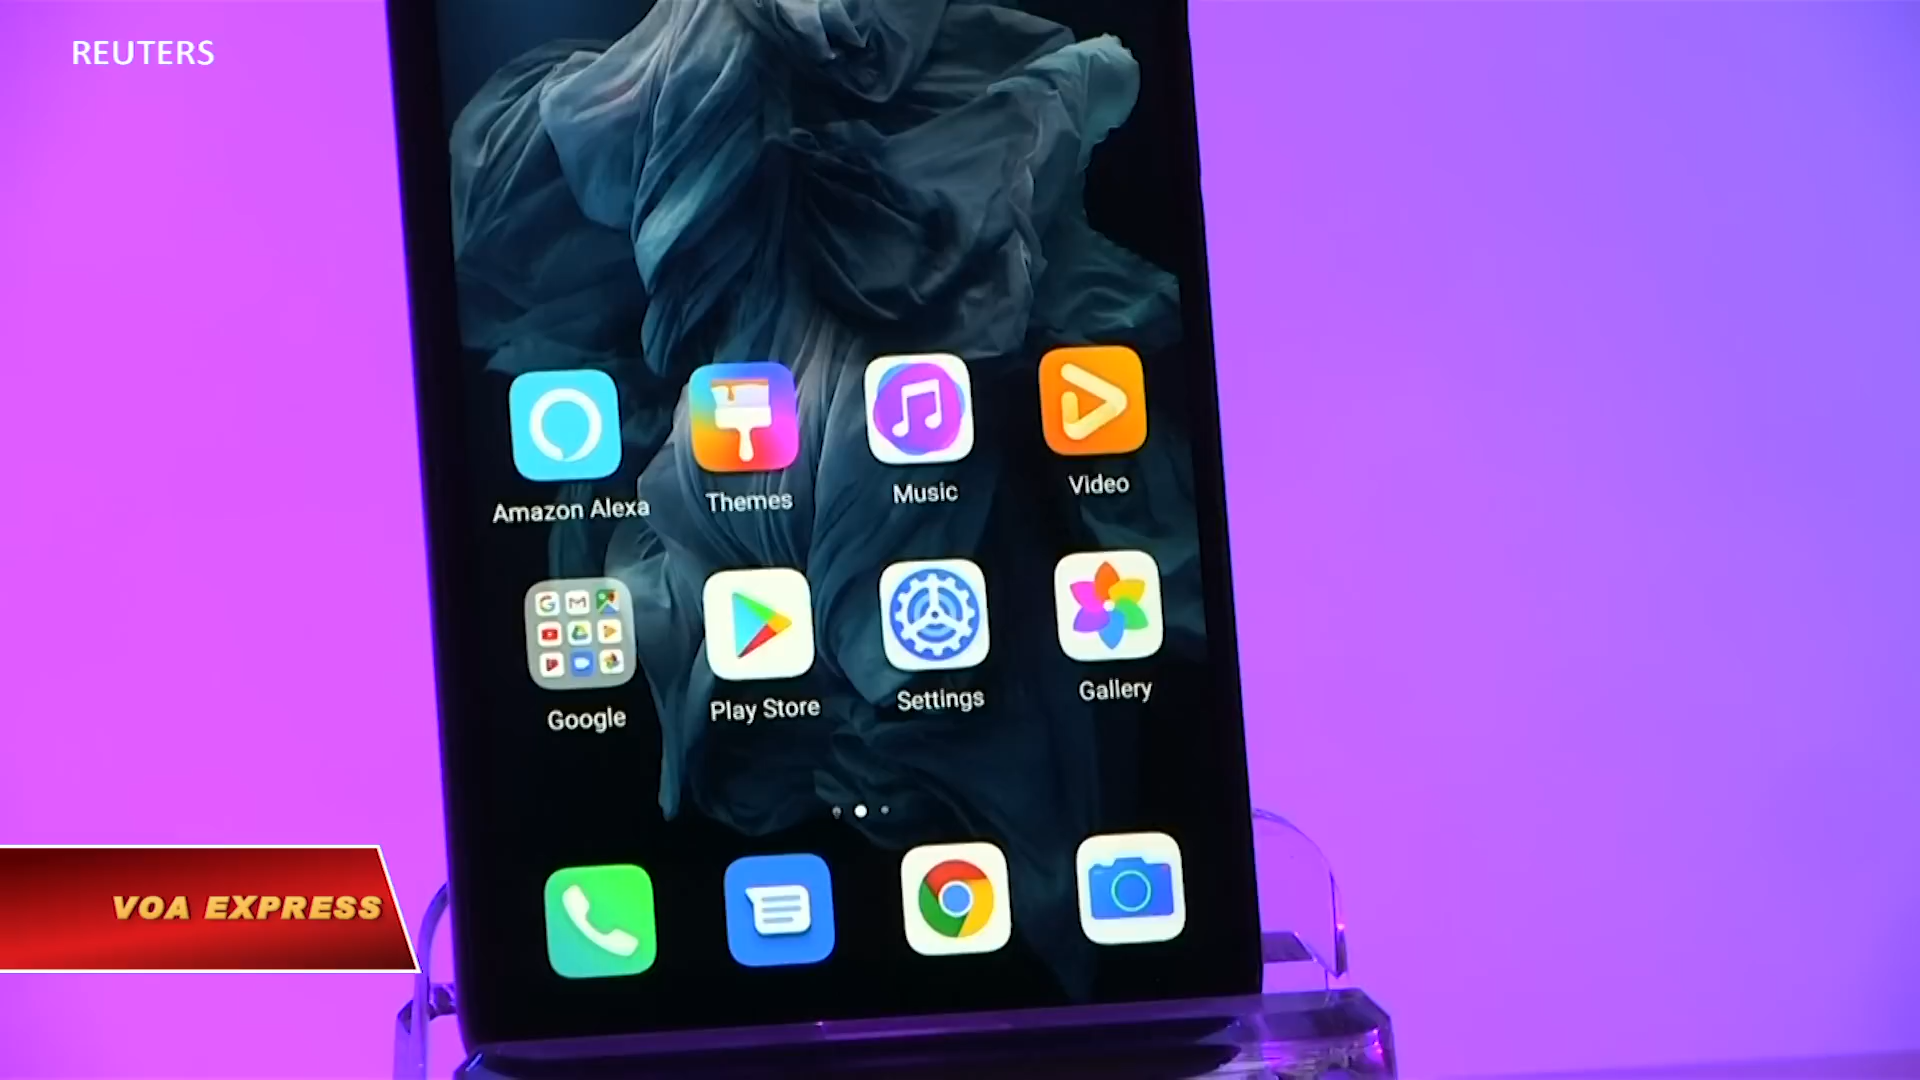 REUTERS
Amazon Alexa
Themes
Music
Video
Google
Play Store
Settings
Gallery
VOA EXPRESS